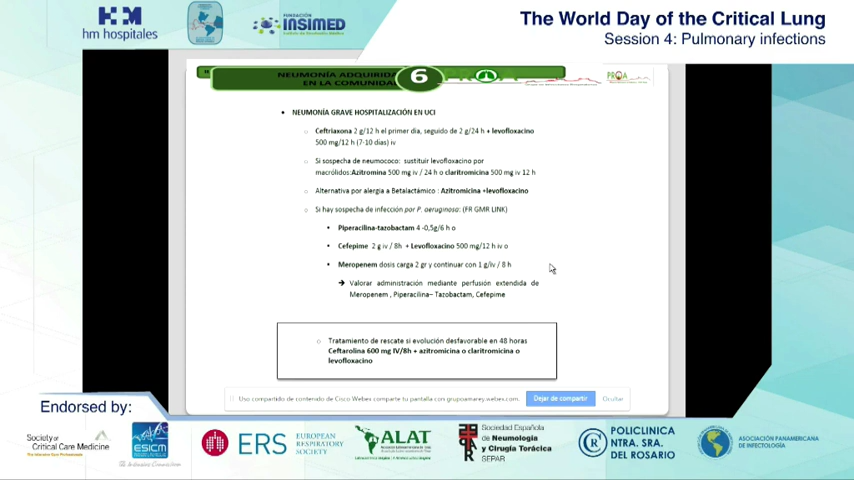 hm hospitales
FUNDACIÓN
INSIMED
The World Day of the Critical Lung
Session 4: Pulmonary infections
NEUMONÍA ADQUIRIDA
EN LA COMUNIDAD
6
PROA
• NEUMONÍA GRAVE HOSPITALIZACIÓN EN UCI
○ Ceftriaxona 2 g/12 h el primer día, seguido de 2 g/24 h + levofloxacino
500 mg/12 h (7-10 días) iv
○ Si sospecha de neumococo: sustituir levofloxacino por
macrólidos:Azitromina 500 mg iv / 24 h o claritromicina 500 mg iv 12 h
○ Alternativa por alergia a Betalactámico : Azitromicina +levofloxacino
○ Si hay sospecha de infección por P. aeruginosa: (FR GMR LINK)
▪ Piperacilina-tazobactam 4 -0,5g/6 h o
▪ Cefepime 2 g iv / 8h + Levofloxacino 500 mg/12 h iv o
▪ Meropenem dosis carga 2 gr y continuar con 1 g/iv / 8 h
➔ Valorar administración mediante perfusión extendida de
Meropenem , Piperacilina– Tazobactam, Cefepime
○ Tratamiento de rescate si evolución desfavorable en 48 horas
Ceftarolina 600 mg IV/8h + azitromicina o claritromicina o
levofloxacino
Uso compartido de contenido de Cisco Webex comparte tu pantalla con grupoamarey.webex.com.
Dejar de compartir
Ocultar
Endorsed by:
Society of
Critical Care Medicine
ESICM
ERS
EUROPEAN
RESPIRATORY
SOCIETY
ALAT
SEPAR
Sociedad Española
de Neumología
y Cirugía Torácica
SEPAR
POLICLINICA
NTRA. SRA.
DEL ROSARIO
ASOCIACIÓN PANAMEÑA
DE INFECTOLOGÍA